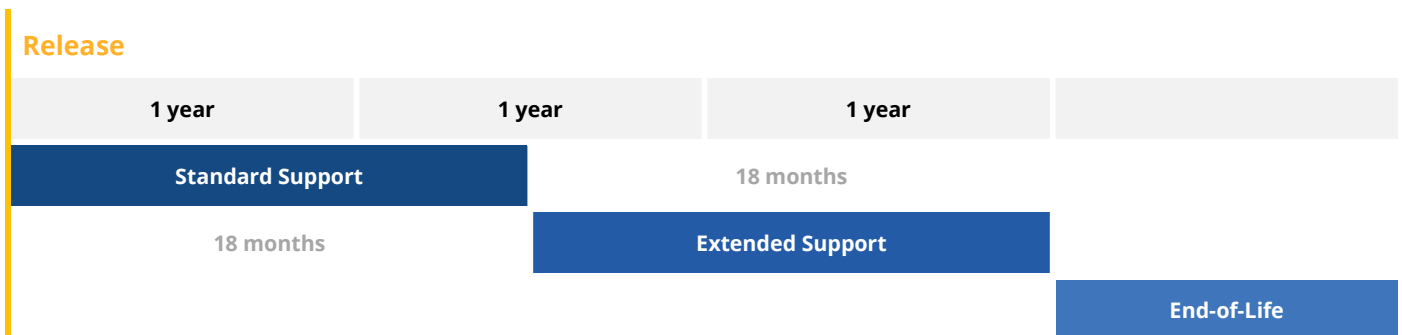 Release
1 year 1 year 1 year
Standard Support 18 months
18 months Extended Support
End-of-Life